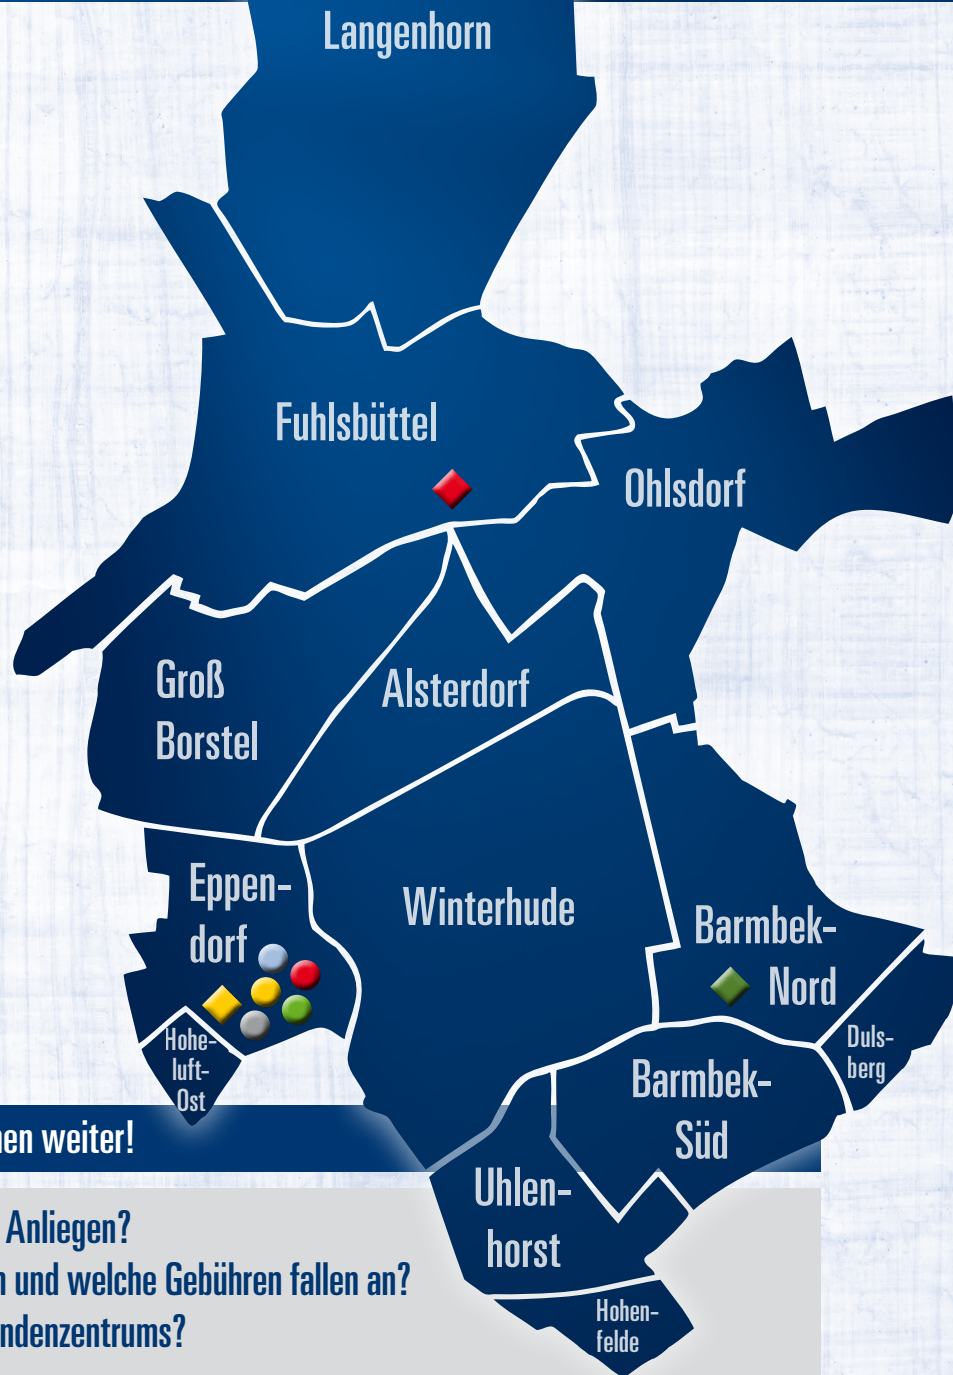 Langenhorn
Fuhlsbüttel
Ohlsdorf
Groß
Borstel
Alsterdorf
Eppen-
dorf
Winterhude
Barmbek-
Nord
Hohe-
luft-
Ost
Duls-
berg
Barmbek-
Süd
en weiter!
Uhlen-
horst
Anliegen?
und welche Gebühren fallen an?
ndenzentrums?
Hohen-
felde